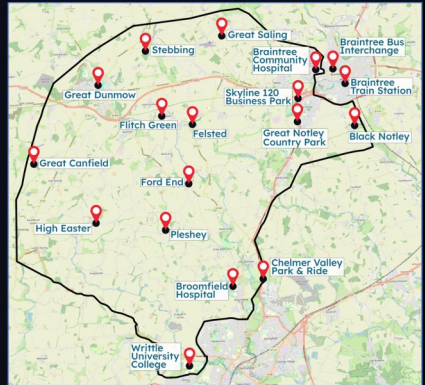 Great Saling
Stebbing
Braintree
Community
Hospital
Braintree Bus
Interchange
Great Dunmow
Skyline 120
Business Park
Braintree
Train Station
Flitch Green
Felsted
Great Notley
Country Park
Black Notley
Great Canfield
Ford End
High Easter
Pleshey
Chelmer Valley
Park & Ride
Broomfield
Hospital
Writtle
University
College